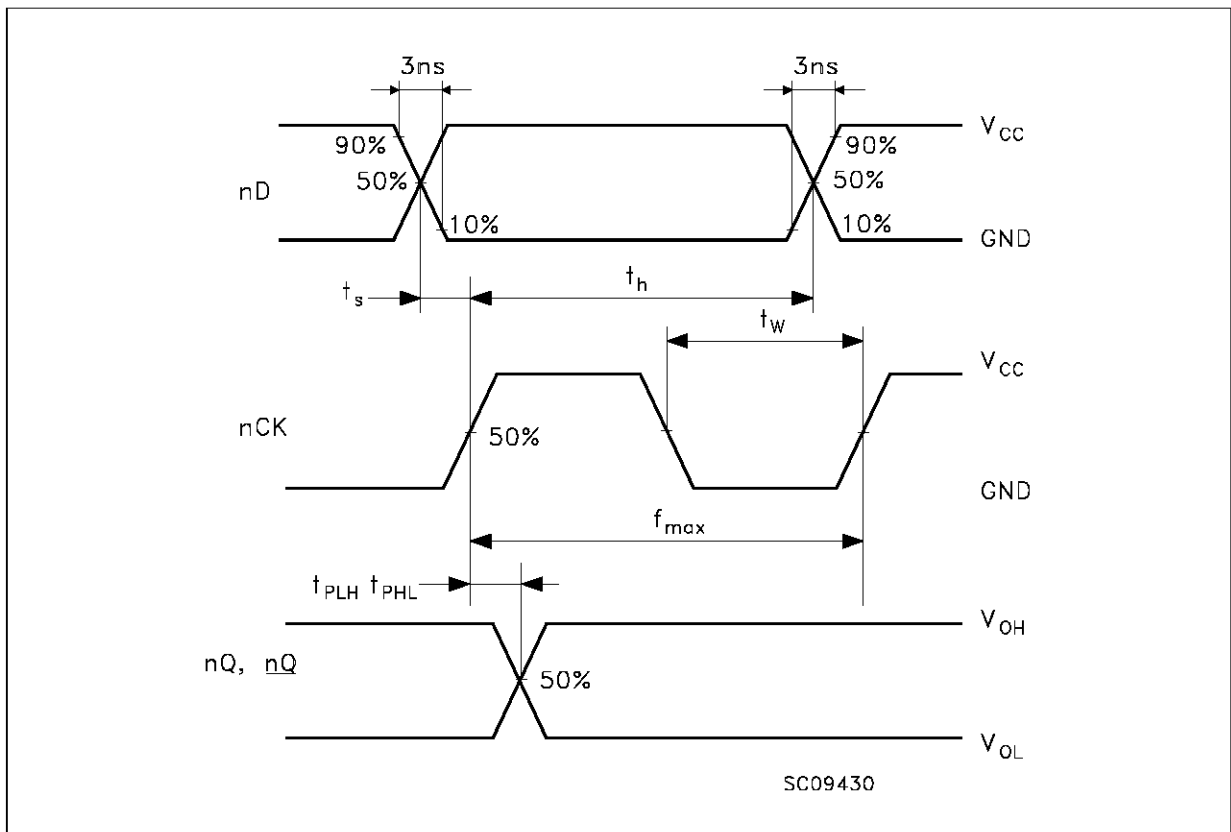 3ns 3ns
V_CC
90% 90%
nD 50% 50%
10% 10%
GND
t_s t_h
t_W
V_CC
nCK 50%
GND
f_max
t_PLH t_PHL
V_OH
nQ, nQ 50%
V_OL
SC09430